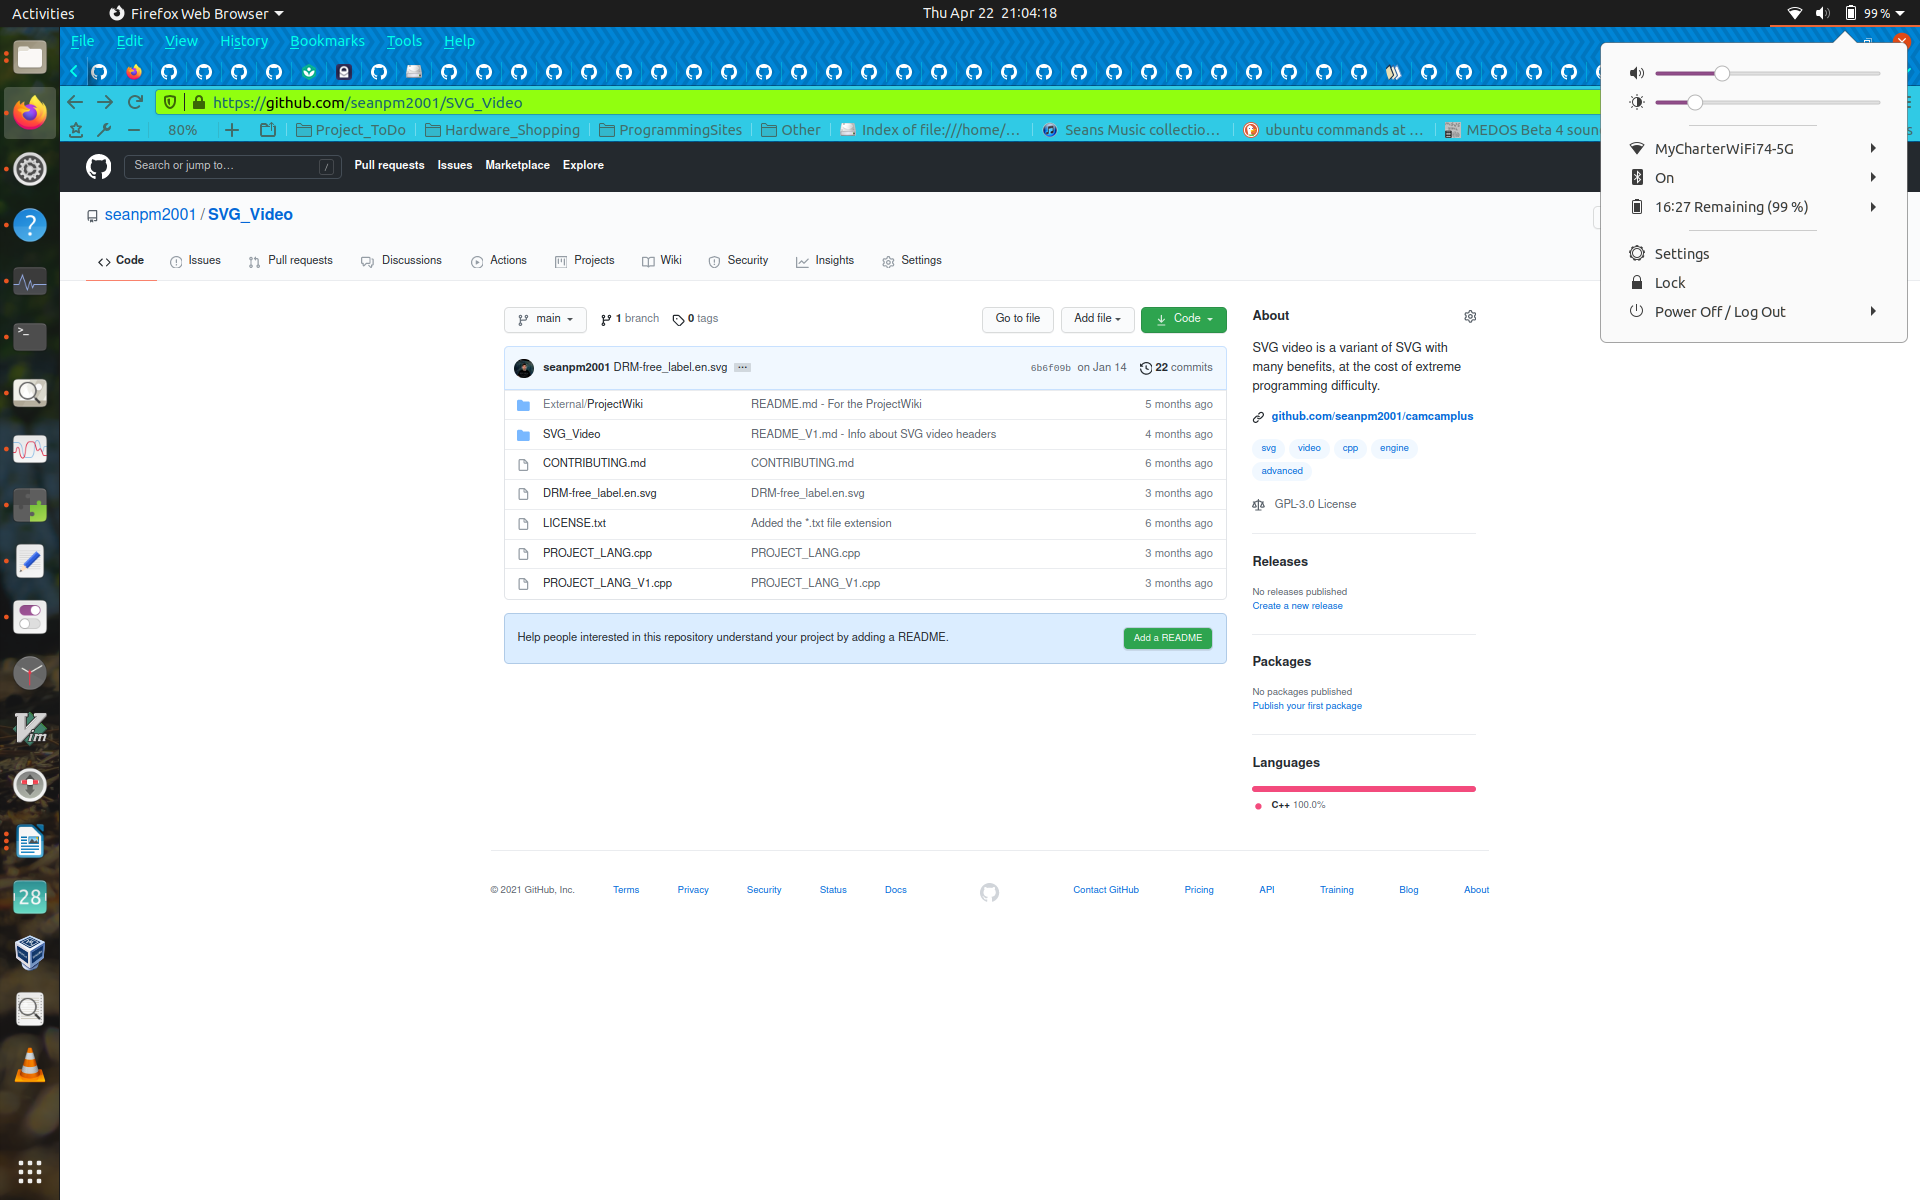 Activities Firefox Web Browser Thu Apr 22 21:04:18 99 %
File Edit View History Bookmarks Tools Help
https://github.com/seanpm2001/SVG_Video
80% Project_ToDo Hardware_Shopping ProgrammingSites Other Index of file:///home/... Seans Music collectio... ubuntu commands at ... MEDOS Beta 4 soun
Search or jump to... / Pull requests Issues Marketplace Explore
seanpm2001 / SVG_Video
Code Issues Pull requests Discussions Actions Projects Wiki Security Insights Settings
main 1 branch 0 tags Go to file Add file Code
seanpm2001 DRM-free_label.en.svg ... 6b6f09b on Jan 14 22 commits
External/ProjectWiki README.md - For the ProjectWiki 5 months ago
SVG_Video README_V1.md - Info about SVG video headers 4 months ago
CONTRIBUTING.md CONTRIBUTING.md 6 months ago
DRM-free_label.en.svg DRM-free_label.en.svg 3 months ago
LICENSE.txt Added the *.txt file extension 6 months ago
PROJECT_LANG.cpp PROJECT_LANG.cpp 3 months ago
PROJECT_LANG_V1.cpp PROJECT_LANG_V1.cpp 3 months ago
Help people interested in this repository understand your project by adding a README. Add a README
About
SVG video is a variant of SVG with
many benefits, at the cost of extreme
programming difficulty.
github.com/seanpm2001/camcamplus
svg video cpp engine
advanced
GPL-3.0 License
Releases
No releases published
Create a new release
Packages
No packages published
Publish your first package
Languages
C++ 100.0%
MyCharterWiFi74-5G
On
16:27 Remaining (99 %)
Settings
Lock
Power Off / Log Out
© 2021 GitHub, Inc. Terms Privacy Security Status Docs Contact GitHub Pricing API Training Blog About
Vim
28